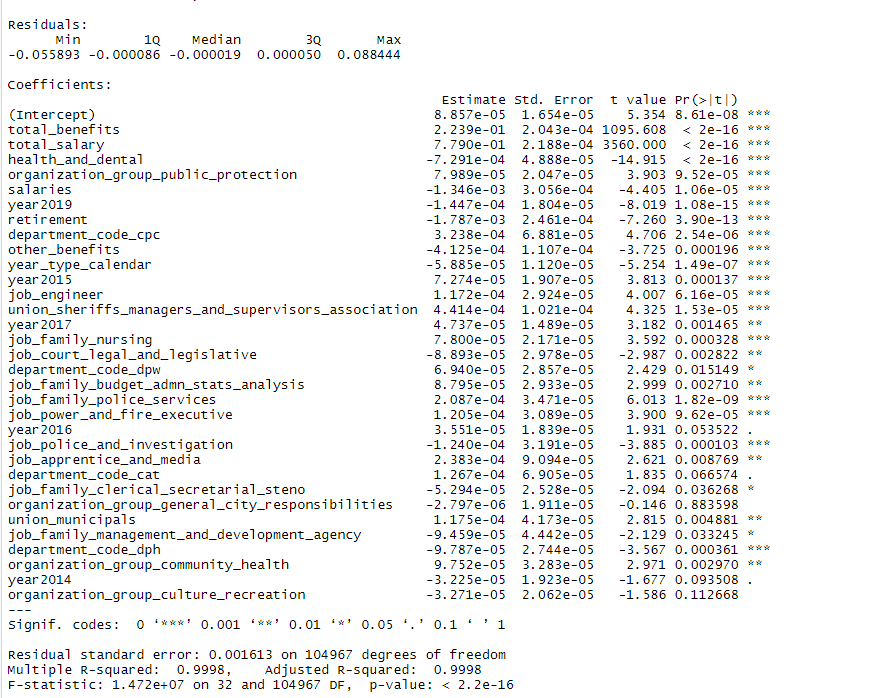 Residuals:
      Min        1Q    Median        3Q       Max
-0.055893 -0.000086 -0.000019  0.000050  0.088444
Coefficients:
                                                       Estimate Std. Error  t value Pr(>|t|)
(Intercept)                                           8.857e-05  1.654e-05    5.354 8.61e-08 ***
total_benefits                                        2.239e-01  2.043e-04 1095.608  < 2e-16 ***
total_salary                                          7.790e-01  2.188e-04 3560.000  < 2e-16 ***
health_and_dental                                    -7.291e-04  4.888e-05  -14.915  < 2e-16 ***
organization_group_public_protection                  7.989e-05  2.047e-05    3.903 9.52e-05 ***
salaries                                             -1.346e-03  3.056e-04   -4.405 1.06e-05 ***
year2019                                             -1.447e-04  1.804e-05   -8.019 1.08e-15 ***
retirement                                           -1.787e-03  2.461e-04   -7.260 3.90e-13 ***
department_code_cpc                                   3.238e-04  6.881e-05    4.706 2.54e-06 ***
other_benefits                                       -4.125e-04  1.107e-04   -3.725 0.000196 ***
year_type_calendar                                   -5.885e-05  1.120e-05   -5.254 1.49e-07 ***
year2015                                              7.274e-05  1.907e-05    3.813 0.000137 ***
job_engineer                                          1.172e-04  2.924e-05    4.007 6.16e-05 ***
union_sheriffs_managers_and_supervisors_association   4.414e-04  1.021e-04    4.325 1.53e-05 ***
year2017                                              4.737e-05  1.489e-05    3.182 0.001465 **
job_family_nursing                                    7.800e-05  2.171e-05    3.592 0.000328 ***
job_court_legal_and_legislative                      -8.893e-05  2.978e-05   -2.987 0.002822 **
department_code_dpw                                   6.940e-05  2.857e-05    2.429 0.015149 *
job_family_budget_admn_stats_analysis                 8.795e-05  2.933e-05    2.999 0.002710 **
job_family_police_services                            2.087e-04  3.471e-05    6.013 1.82e-09 ***
job_power_and_fire_executive                          1.205e-04  3.089e-05    3.900 9.62e-05 ***
year2016                                              3.551e-05  1.839e-05    1.931 0.053522 .
job_police_and_investigation                         -1.240e-04  3.191e-05   -3.885 0.000103 ***
job_apprentice_and_media                              2.383e-04  9.094e-05    2.621 0.008769 **
department_code_cat                                   1.267e-04  6.905e-05    1.835 0.066574 .
job_family_clerical_secretarial_steno                -5.294e-05  2.528e-05   -2.094 0.036268 *
organization_group_general_city_responsibilities     -2.797e-06  1.911e-05   -0.146 0.883598
union_municipals                                      1.175e-04  4.173e-05    2.815 0.004881 **
job_family_management_and_development_agency         -9.459e-05  4.442e-05   -2.129 0.033245 *
department_code_dph                                  -9.787e-05  2.744e-05   -3.567 0.000361 ***
organization_group_community_health                   9.752e-05  3.283e-05    2.971 0.002970 **
year2014                                             -3.225e-05  1.923e-05   -1.677 0.093508 .
organization_group_culture_recreation                -3.271e-05  2.062e-05   -1.586 0.112668
---
Signif. codes:  0 ‘***’ 0.001 ‘**’ 0.01 ‘*’ 0.05 ‘.’ 0.1 ‘ ’ 1
Residual standard error: 0.001613 on 104967 degrees of freedom
Multiple R-squared:  0.9998,    Adjusted R-squared:  0.9998
F-statistic: 1.472e+07 on 32 and 104967 DF,  p-value: < 2.2e-16